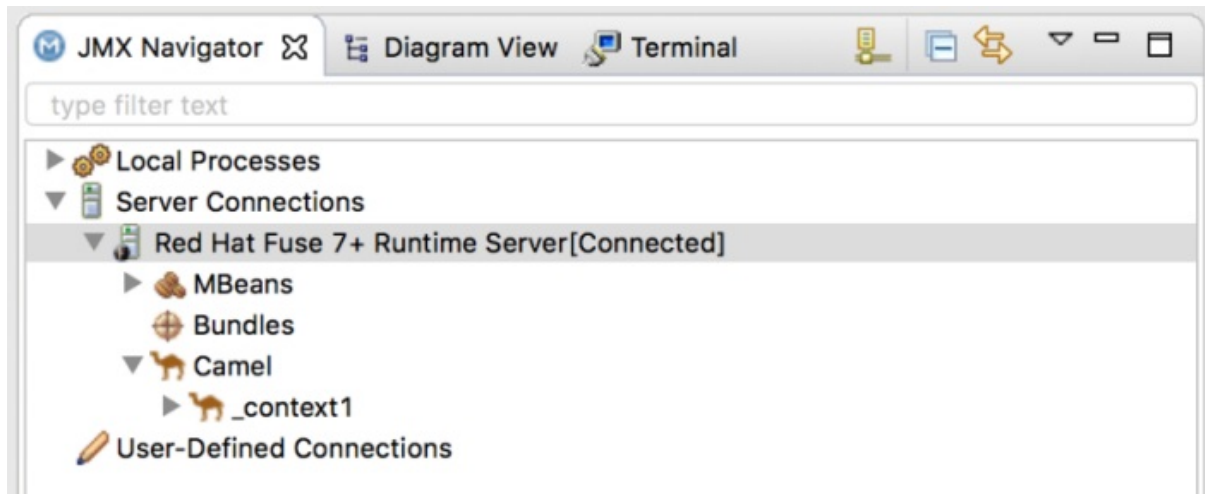 JMX Navigator Diagram View Terminal
type filter text
Local Processes
Server Connections
Red Hat Fuse 7+ Runtime Server[Connected]
MBeans
Bundles
Camel
_context1
User-Defined Connections